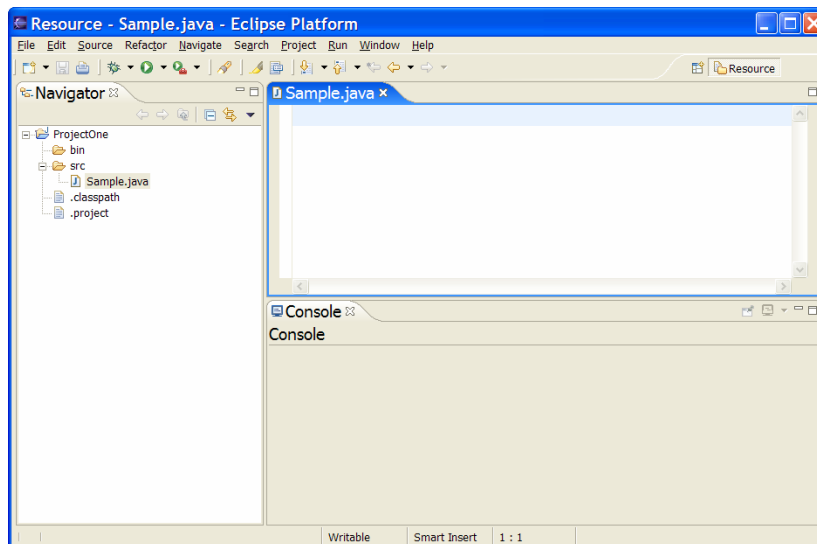 Resource - Sample.java - Eclipse Platform
File Edit Source Refactor Navigate Search Project Run Window Help
Resource
Navigator
Sample.java
ProjectOne
bin
src
Sample.java
.classpath
.project
Console
Console
Writable Smart Insert 1 : 1